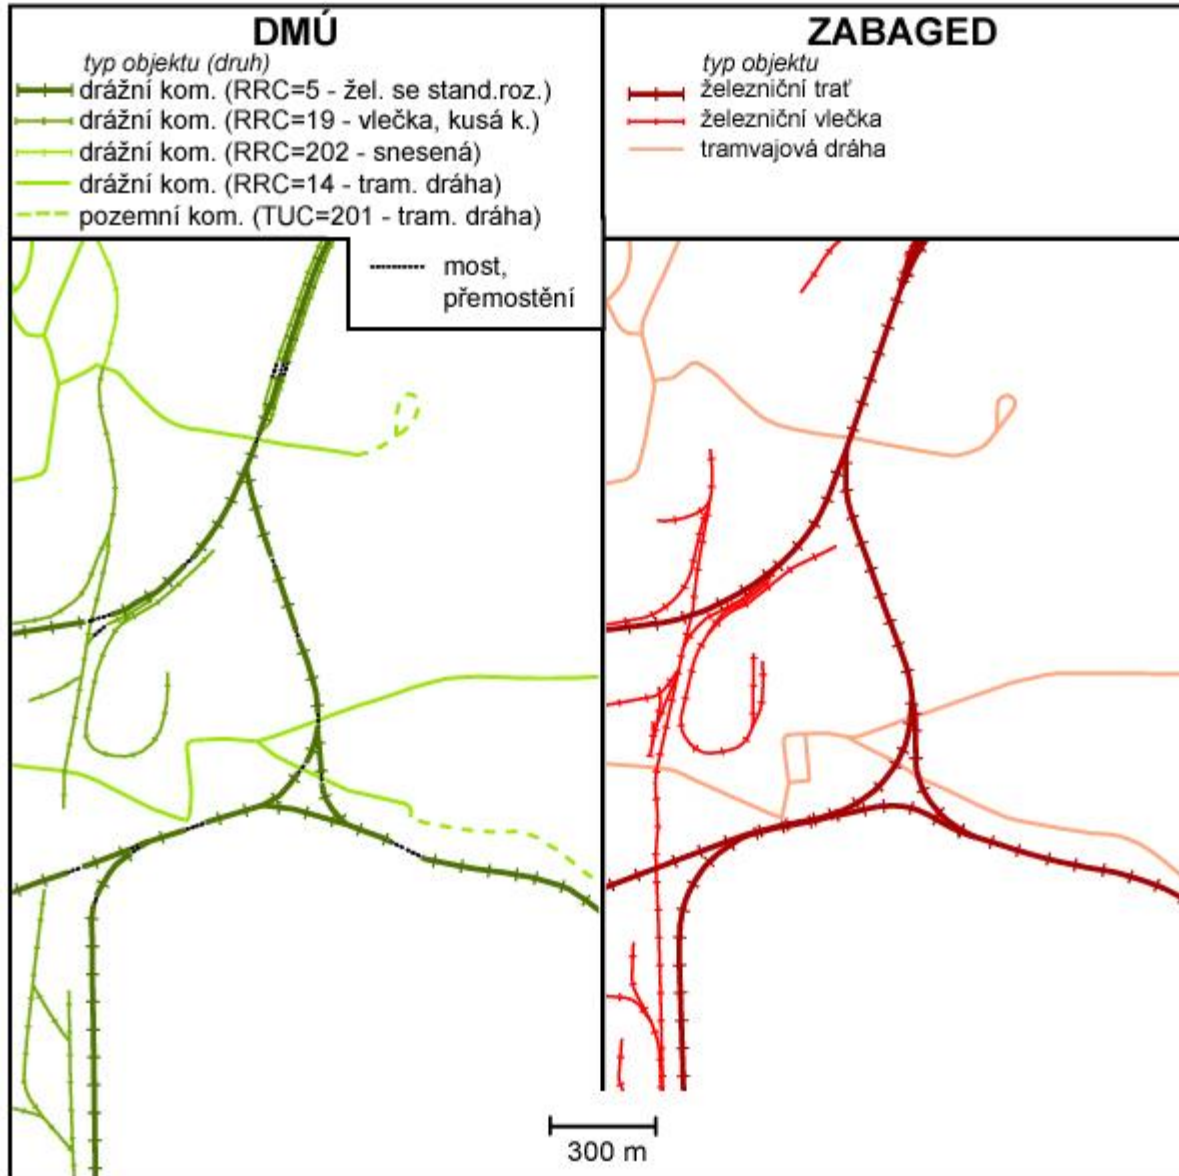 DMÚ
typ objektu (druh)
drážní kom. (RRC=5 - žel. se stand.roz.)
drážní kom. (RRC=19 - vlečka, kusá k.)
drážní kom. (RRC=202 - snesená)
drážní kom. (RRC=14 - tram. dráha)
pozemní kom. (TUC=201 - tram. dráha)
most,
přemostění
ZABAGED
typ objektu
železniční trať
železniční vlečka
tramvajová dráha
300 m